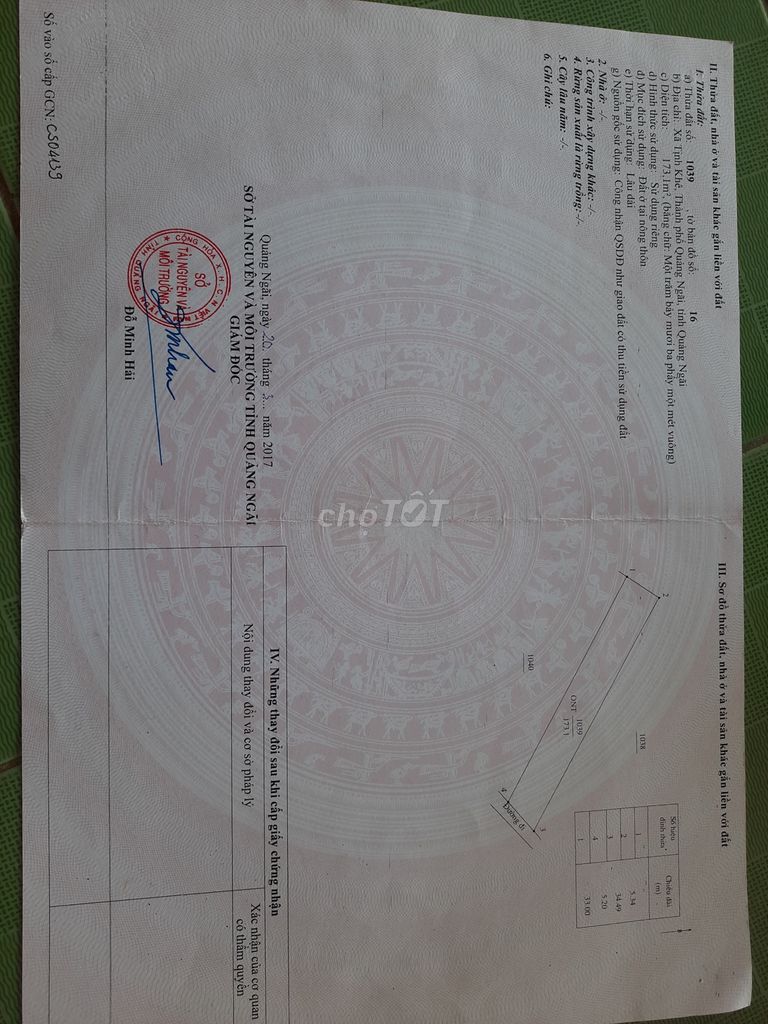 II. Thửa đất, nhà ở và tài sản khác gắn liền với đất
1. Thửa đất:
a) Thửa đất số: 1039 , tờ bản đồ số: 16
b) Địa chỉ: Xã Tịnh Khê, Thành phố Quảng Ngãi, tỉnh Quảng Ngãi
c) Diện tích: 173,1m², (bằng chữ: Một trăm bảy mươi ba phẩy một mét vuông)
d) Hình thức sử dụng: Sử dụng riêng
đ) Mục đích sử dụng: Đất ở tại nông thôn
e) Thời hạn sử dụng: Lâu dài
g) Nguồn gốc sử dụng: Công nhận QSDĐ như giao đất có thu tiền sử dụng đất
2. Nhà ở: -/-
3. Công trình xây dựng khác: -/-
4. Rừng sản xuất là rừng trồng: -/-
5. Cây lâu năm: -/-
6. Ghi chú:
Quảng Ngãi, ngày 20 tháng 3 năm 2017
SỞ TÀI NGUYÊN VÀ MÔI TRƯỜNG TỈNH QUẢNG NGÃI
GIÁM ĐỐC
CỘNG HÒA X.H.C.N VIỆT
SỞ
TÀI NGUYÊN VÀ
MÔI TRƯỜNG
TỈNH QUẢNG NGÃI
Đỗ Minh Hải
Số vào sổ cấp GCN: CS04139
III. Sơ đồ thửa đất, nhà ở và tài sản khác gắn liền với đất
1
2
1038
1040
ONT 1039
173.1
4
3
Đường đi
Số hiệu đỉnh thửa Chiều dài (m)
1
5.34
2
34.49
3
5.20
4
33.00
1
IV. Những thay đổi sau khi cấp giấy chứng nhận
Nội dung thay đổi và cơ sở pháp lý
Xác nhận của cơ quan
có thẩm quyền
choTỐT